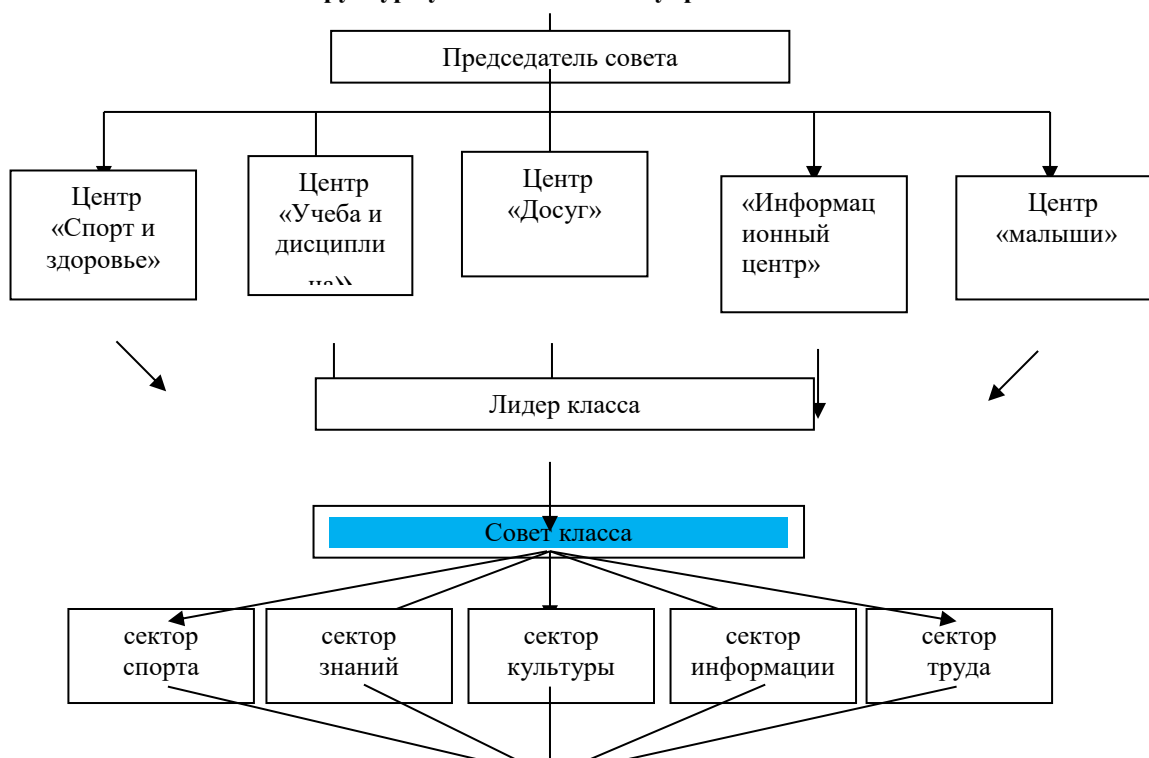 Председатель совета
Центр
«Спорт и
здоровье»
Центр
«Учеба и
дисципли
на»
Центр
«Досуг»
«Информац
ионный
центр»
Центр
«малыши»
Лидер класса
Совет класса
сектор
спорта
сектор
знаний
сектор
культуры
сектор
информации
сектор
труда